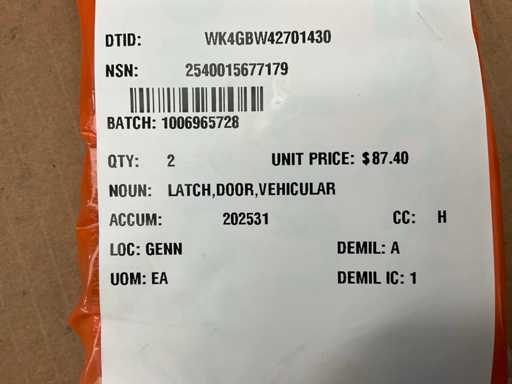 DTID: WK4GBW42701430
NSN: 2540015677179
BATCH: 1006965728
QTY: 2 UNIT PRICE: $87.40
NOUN: LATCH,DOOR,VEHICULAR
ACCUM: 202531 CC: H
LOC: GENN DEMIL: A
UOM: EA DEMIL IC: 1